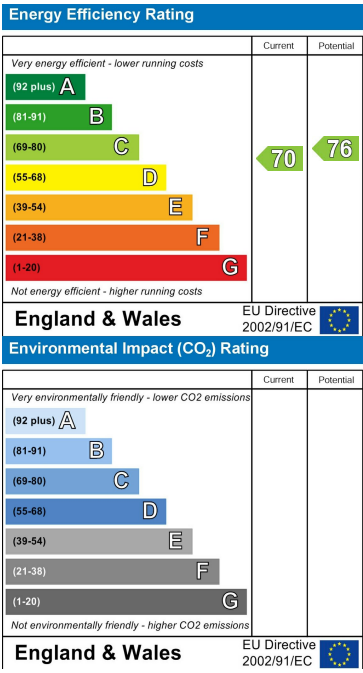 Energy Efficiency Rating
Current Potential
Very energy efficient - lower running costs
(92 plus) A
(81-91) B
(69-80) C
(55-68) D
(39-54) E
(21-38) F
(1-20) G
70 76
Not energy efficient - higher running costs
England & Wales
EU Directive
2002/91/EC
Environmental Impact (CO₂) Rating
Current Potential
Very environmentally friendly - lower CO2 emissions
(92 plus) A
(81-91) B
(69-80) C
(55-68) D
(39-54) E
(21-38) F
(1-20) G
Not environmentally friendly - higher CO2 emissions
England & Wales
EU Directive
2002/91/EC